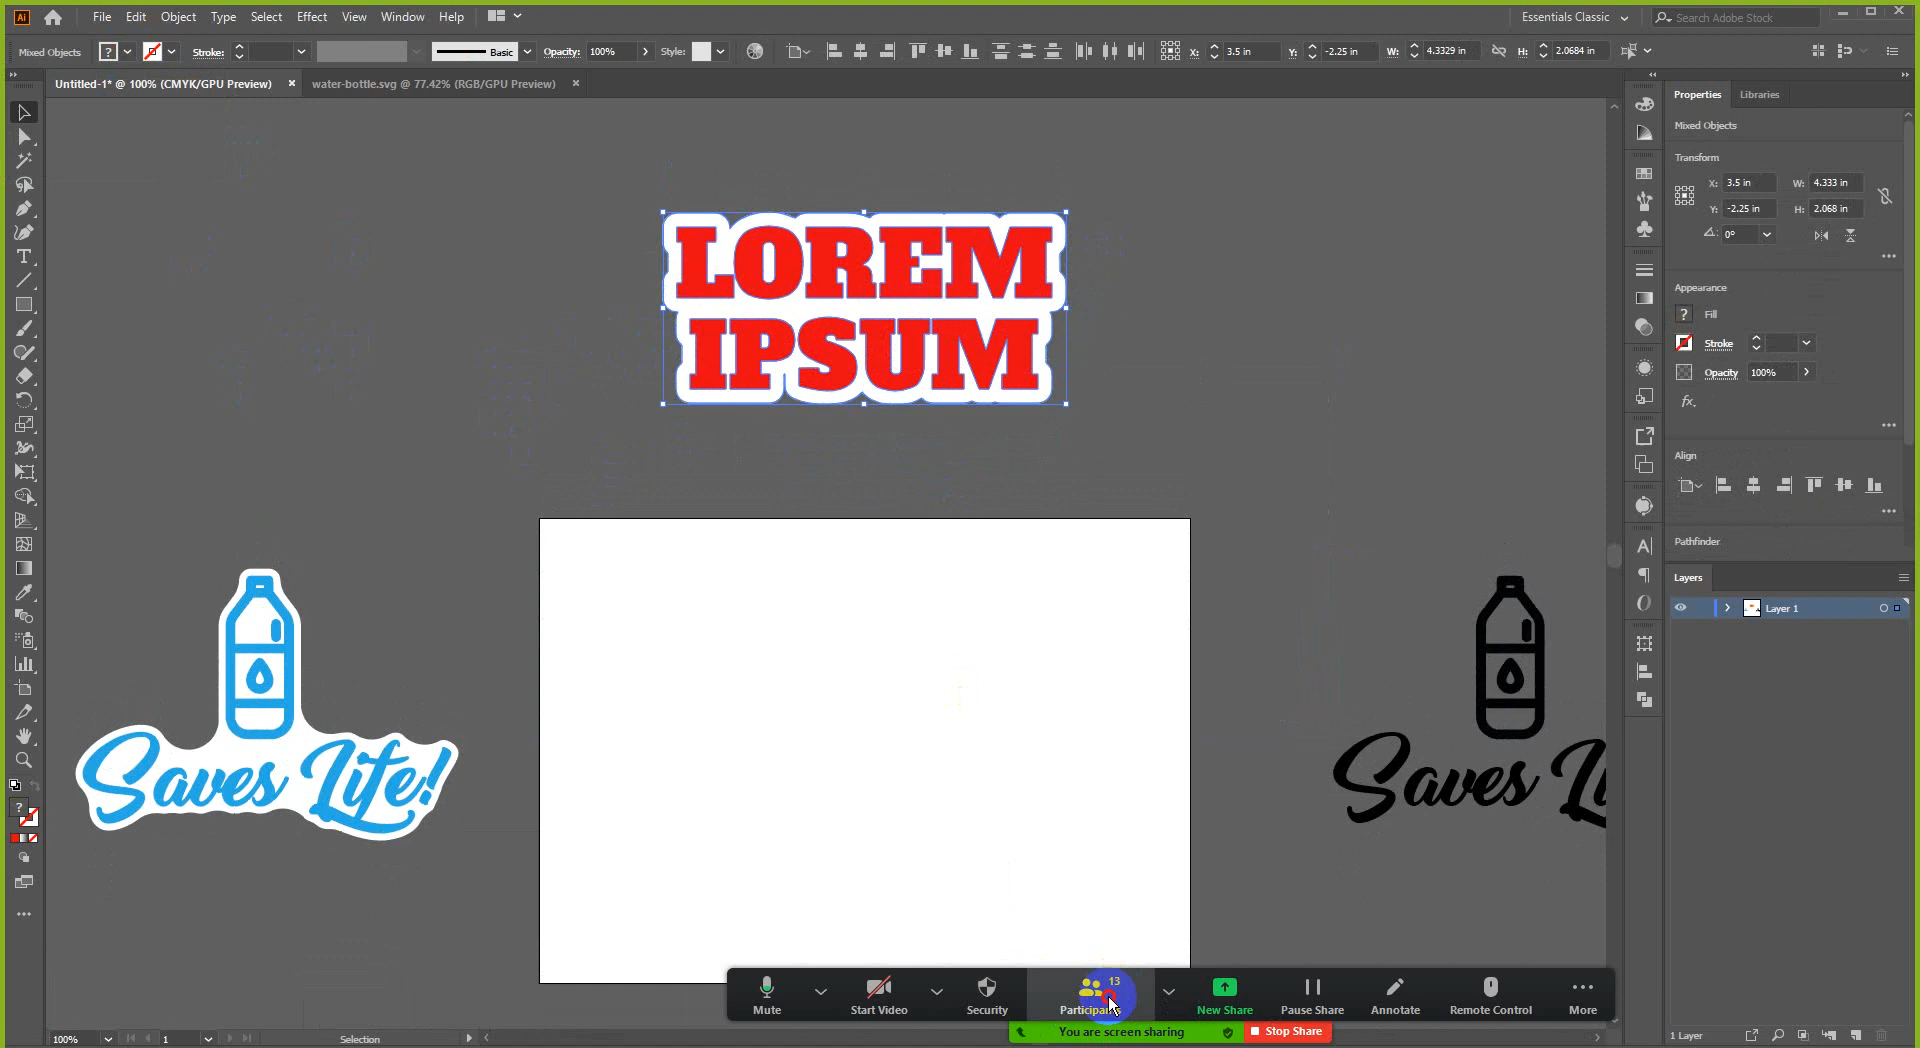 Ai File Edit Object Type Select Effect View Window Help Essentials Classic Search Adobe Stock
Mixed Objects ? Stroke: Basic Opacity: 100% Style: X: 3.5 in Y: -2.25 in W: 4.3329 in H: 2.0684 in
Untitled-1* @ 100% (CMYK/GPU Preview) × water-bottle.svg @ 77.42% (RGB/GPU Preview) ×
Properties Libraries
Mixed Objects
Transform
X: 3.5 in W: 4.333 in
Y: -2.25 in H: 2.068 in
0°
Appearance
? Fill
Stroke
Opacity 100%
fx.
Align
Pathfinder
Layers
Layer 1
1 Layer
LOREM
IPSUM
Saves Life!
Saves Li
13
Mute Start Video Security Participants New Share Pause Share Annotate Remote Control More
You are screen sharing Stop Share
100% 1 Selection